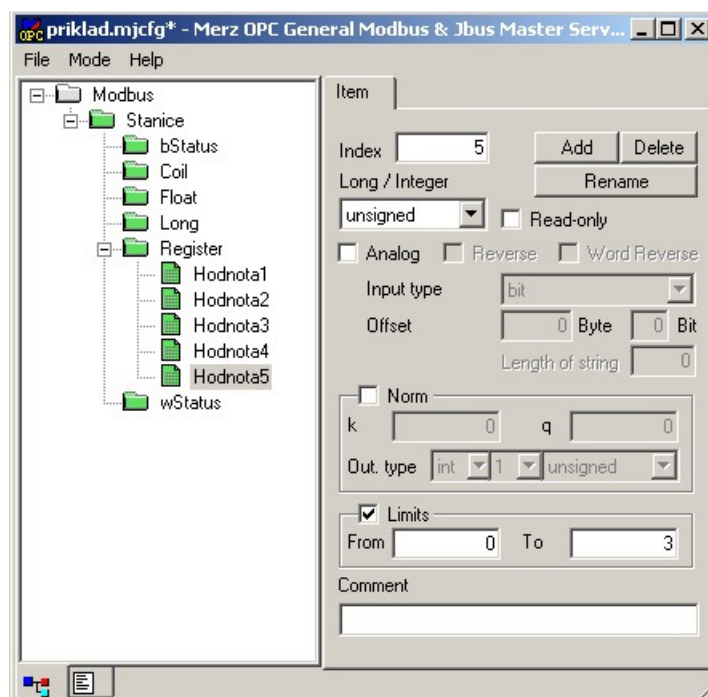 OPC priklad.mjcfg* - Merz OPC General Modbus & Jbus Master Serv...
File Mode Help
Modbus
Stanice
bStatus
Coil
Float
Long
Register
Hodnota1
Hodnota2
Hodnota3
Hodnota4
Hodnota5
wStatus
Item
Index 5 Add Delete
Long / Integer Rename
unsigned Read-only
Analog Reverse Word Reverse
Input type bit
Offset 0 Byte 0 Bit
Length of string 0
Norm
k 0 q 0
Out. type int 1 unsigned
Limits
From 0 To 3
Comment